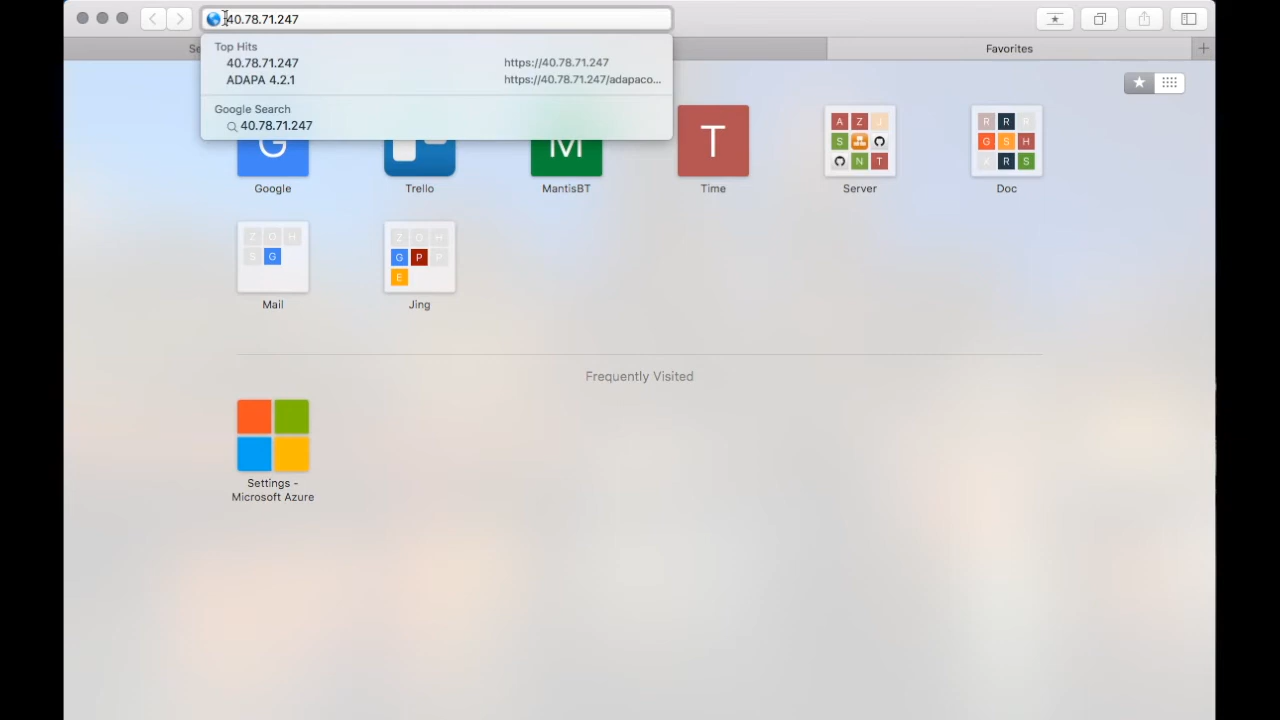 40.78.71.247
Se
Favorites
Top Hits
40.78.71.247 https://40.78.71.247
ADAPA 4.2.1 https://40.78.71.247/adapaco...
Google Search
40.78.71.247
G
M
T
A Z J
S
N T
R R R
G S H
A R S
Google
Trello
MantisBT
Time
Server
Doc
Z G H
S G
Z G H
G P P
E
Mail
Jing
Frequently Visited
Settings -
Microsoft Azure